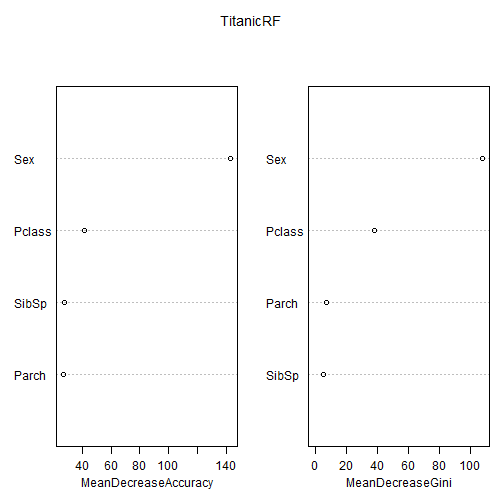 TitanicRF
Sex
Pclass
SibSp
Parch
40 60 80 100 140
MeanDecreaseAccuracy
Sex
Pclass
Parch
SibSp
0 20 40 60 80 100
MeanDecreaseGini